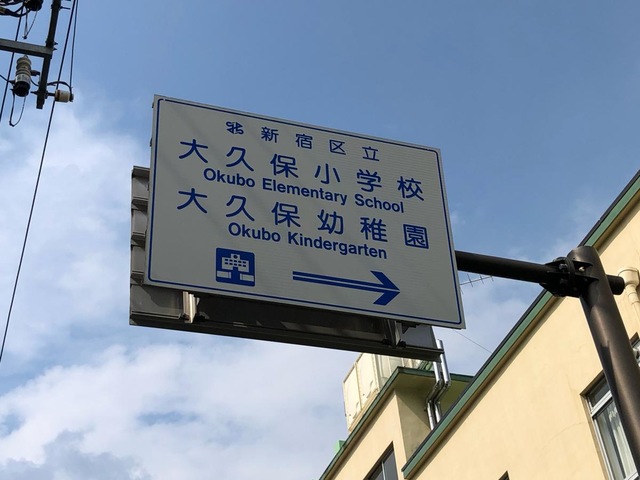 新宿区立
大久保小学校
Okubo Elementary School
大久保幼稚園
Okubo Kindergarten